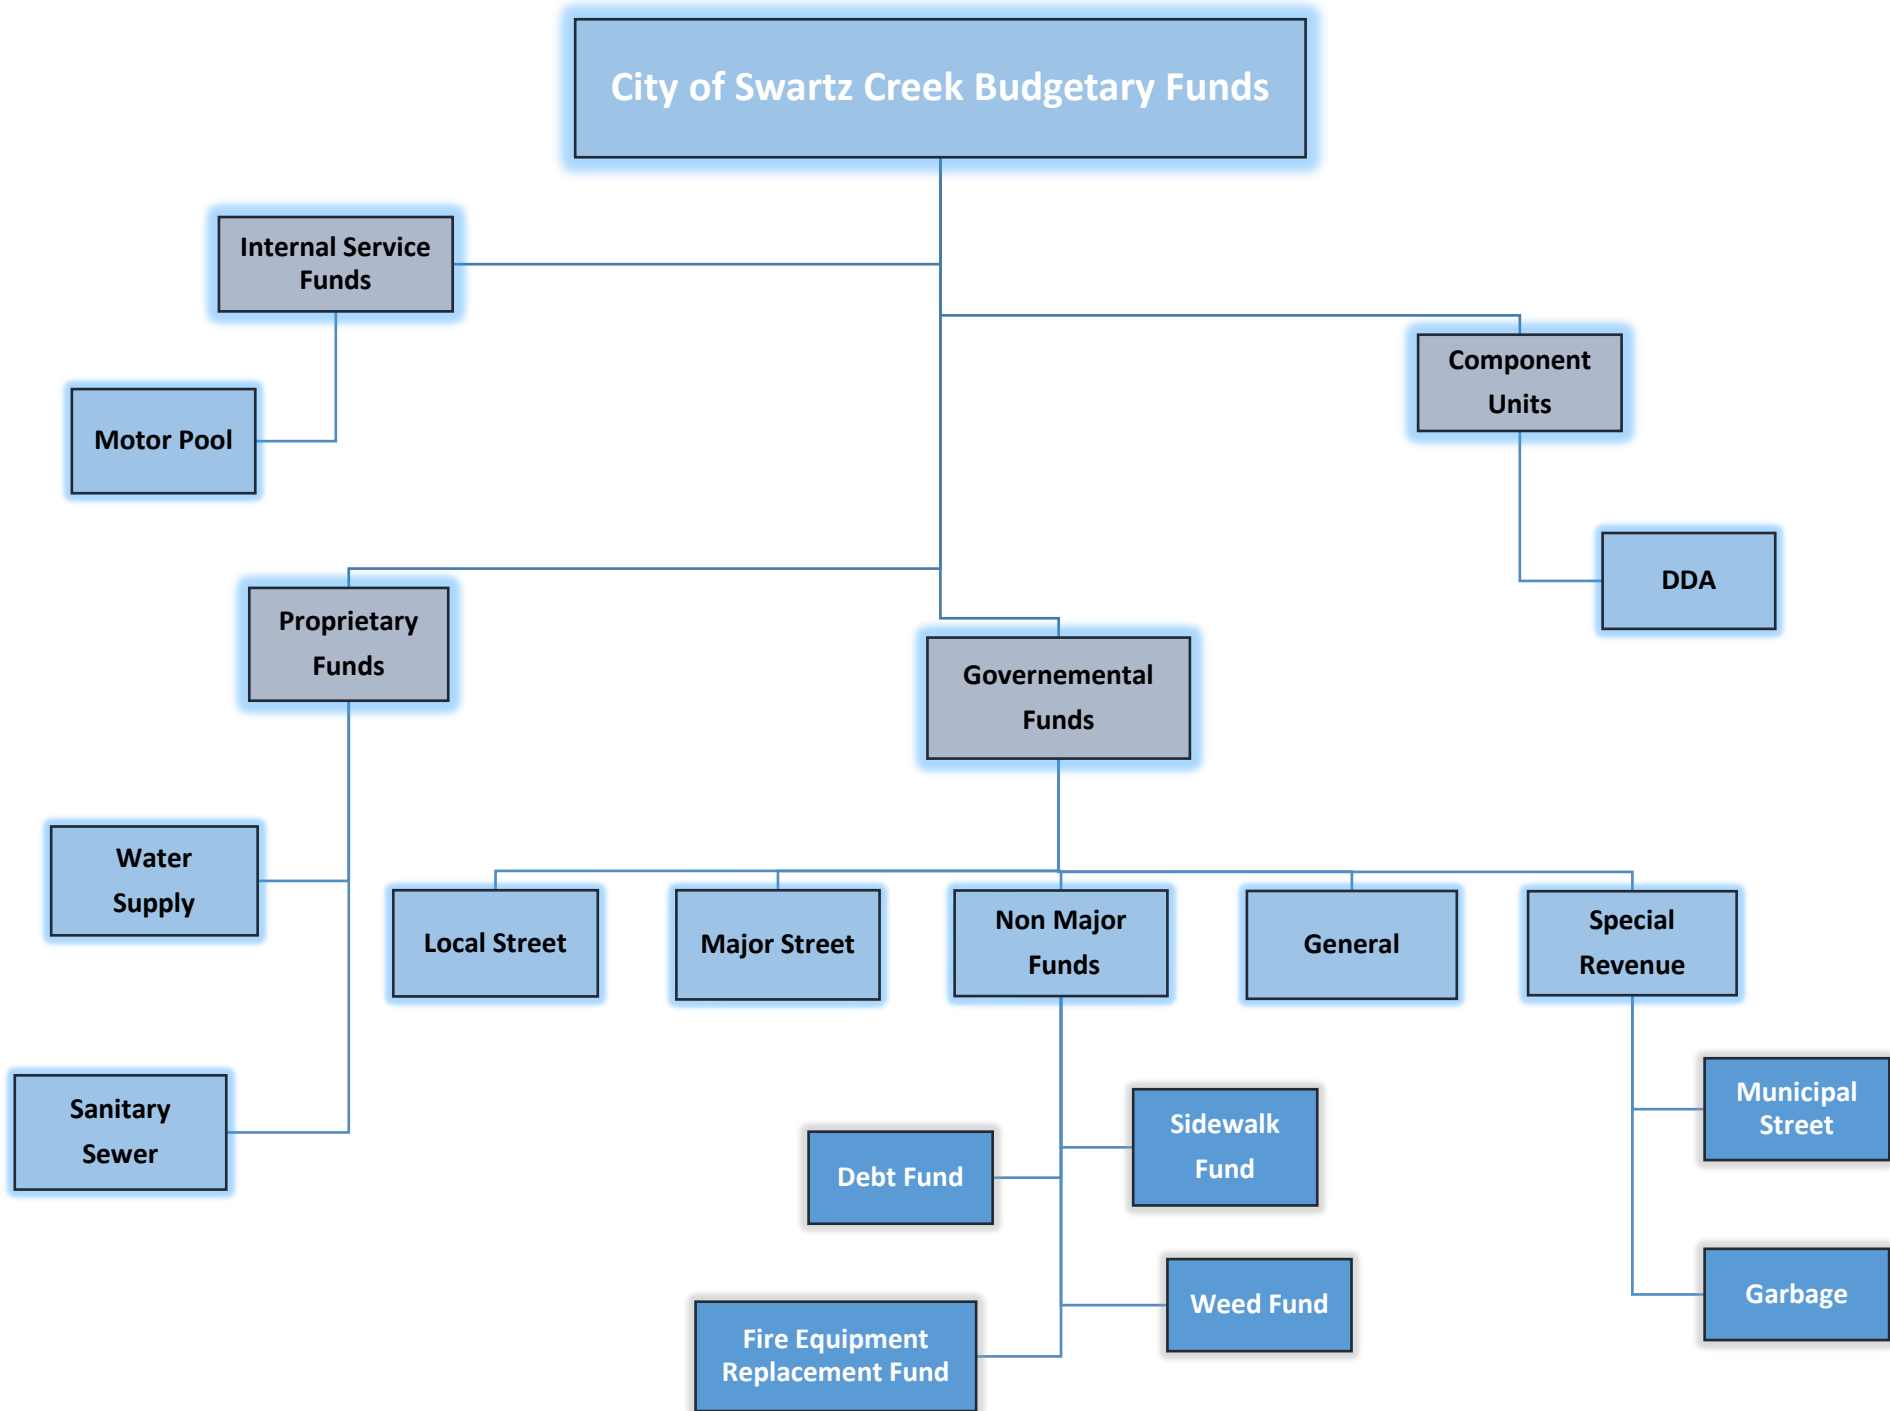 City of Swartz Creek Budgetary Funds
Internal Service
Funds
Component
Units
Motor Pool
DDA
Proprietary
Funds
Governemental
Funds
Water
Supply
Local Street
Major Street
Non Major
Funds
General
Special
Revenue
Sanitary
Sewer
Debt Fund
Sidewalk
Fund
Municipal
Street
Fire Equipment
Replacement Fund
Weed Fund
Garbage